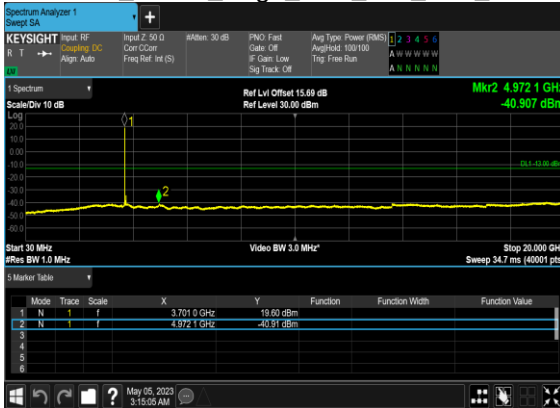 Spectrum Analyzer 1
Swept SA
+
KEYSIGHT Input: RF Input Z: 50 Ω #Atten: 30 dB PNO: Fast Avg Type: Power (RMS) 1 2 3 4 5 6
R T Coupling: DC Corr CCorr Gate: Off Avg|Hold: 100/100 A W W W W W
Align: Auto Freq Ref: Int (S) IF Gain: Low Trig: Free Run
Sig Track: Off A N N N N N
1 Spectrum Ref Lvl Offset 15.69 dB Mkr2 4.972 1 GHz
Scale/Div 10 dB Ref Level 30.00 dBm -40.907 dBm
Log
20.0
10.0
0.00
-10.0
DL1 -13.00 dBm
-20.0
-30.0
-40.0
-50.0
-60.0
1
2
Start 30 MHz Video BW 3.0 MHz* Stop 20.000 GH
#Res BW 1.0 MHz Sweep 34.7 ms (40001 pts
5 Marker Table
Mode Trace Scale X Y Function Function Width Function Value
1 N 1 f 3.701 0 GHz 19.60 dBm
2 N 1 f 4.972 1 GHz -40.91 dBm
3
4
5
6
? May 05, 2023
3:15:05 AM